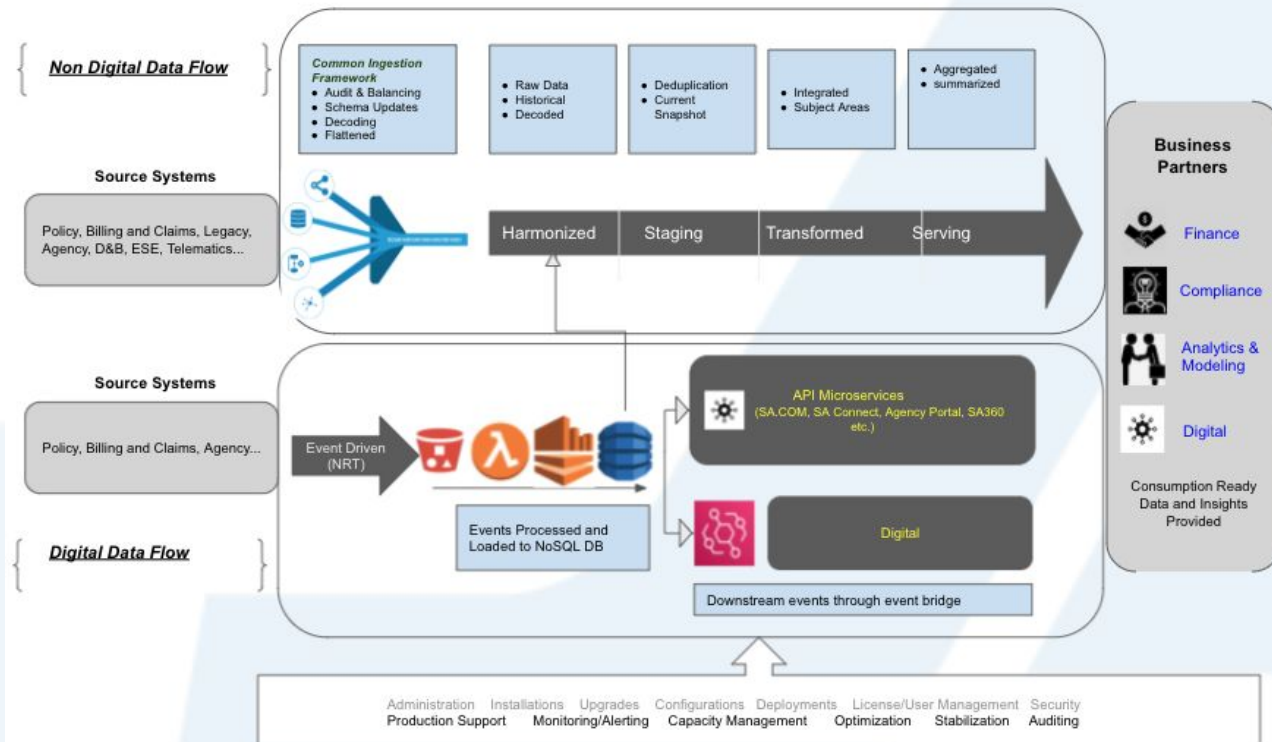 Non Digital Data Flow
Common Ingestion
Framework
● Audit & Balancing
● Schema Updates
● Decoding
● Flattened
● Raw Data
● Historical
● Decoded
● Deduplication
● Current
Snapshot
● Integrated
● Subject Areas
● Aggregated
● summarized
Source Systems
Policy, Billing and Claims, Legacy,
Agency, D&B, ESE, Telematics...
Harmonized
Staging
Transformed
Serving
Business
Partners
Finance
Compliance
Analytics &
Modeling
Digital
Consumption Ready
Data and Insights
Provided
Source Systems
Policy, Billing and Claims, Agency...
Event Driven
(NRT)
Events Processed and
Loaded to NoSQL DB
API Microservices
(SA.COM, SA Connect, Agency Portal, SA360
etc.)
Digital
Downstream events through event bridge
Digital Data Flow
Administration Installations Upgrades Configurations Deployments License/User Management Security
Production Support Monitoring/Alerting Capacity Management Optimization Stabilization Auditing